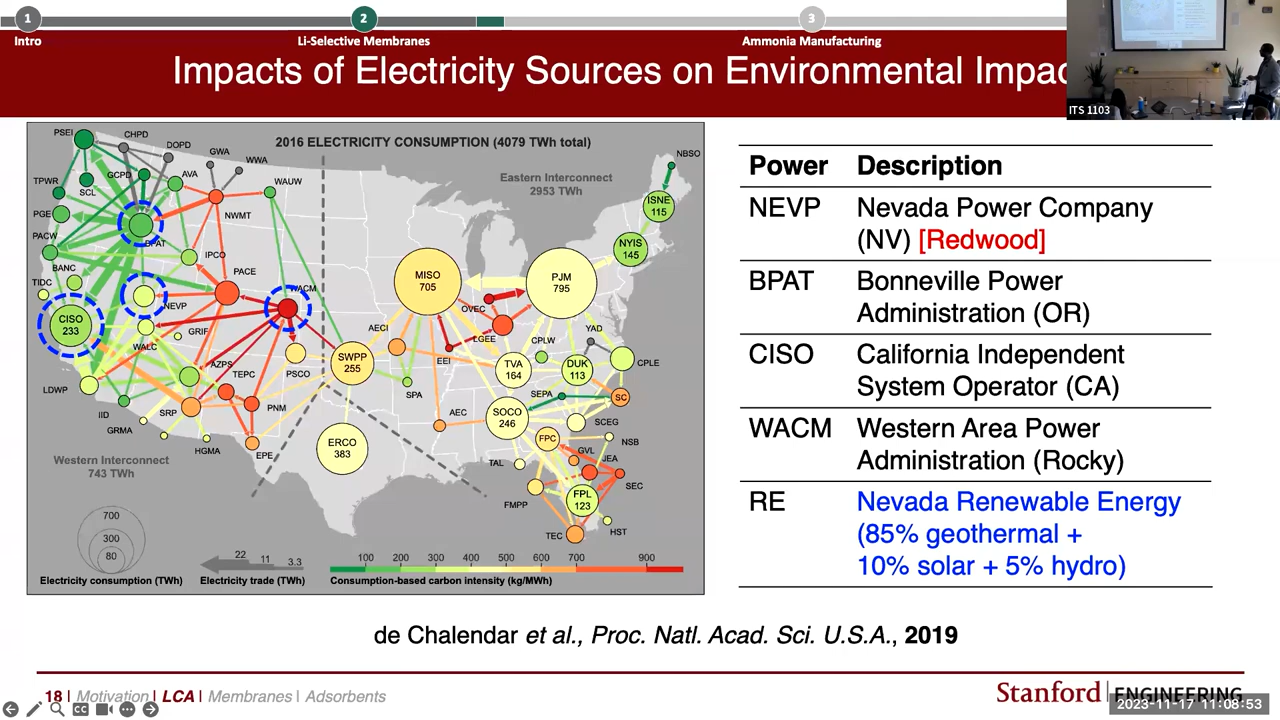 1
2
3
Intro
Li-Selective Membranes
Ammonia Manufacturing
Impacts of Electricity Sources on Environmental Impac
ITS 1103
2016 ELECTRICITY CONSUMPTION (4079 TWh total)
Eastern Interconnect
2953 TWh
PSEI
CHPD
DOPD
GWA
WWA
NBSO
TPWR
SCL
GCPD
AVA
WAUW
ISNE
115
PGE
NWMT
PACW
BPAT
IPCO
NYIS
145
BANC
PACE
MISO
705
PJM
795
TIDC
NEVP
WACM
OVEC
CISO
233
GRIF
AECI
LGEE
YAD
WALC
EEI
CPLW
LDWP
AZPS
TEPC
PSCO
SWPP
255
TVA
164
DUK
113
CPLE
IID
SRP
PNM
SPA
SEPA
SC
GRMA
AEC
SOCO
246
SCEG
HGMA
EPE
ERCO
383
FPC
NSB
GVL
JEA
Western Interconnect
743 TWh
TAL
SEC
FMPP
FPL
123
HST
TEC
700
300
80
22
11
3.3
100 200 300 400 500 600 700 900
Electricity consumption (TWh)
Electricity trade (TWh)
Consumption-based carbon intensity (kg/MWh)
Power Description
NEVP Nevada Power Company
(NV) [Redwood]
BPAT Bonneville Power
Administration (OR)
CISO California Independent
System Operator (CA)
WACM Western Area Power
Administration (Rocky)
RE Nevada Renewable Energy
(85% geothermal +
10% solar + 5% hydro)
de Chalendar et al., Proc. Natl. Acad. Sci. U.S.A., 2019
18 | Motivation | LCA | Membranes | Adsorbents
Stanford | ENGINEERING
CC
2023-11-17 11:08:53